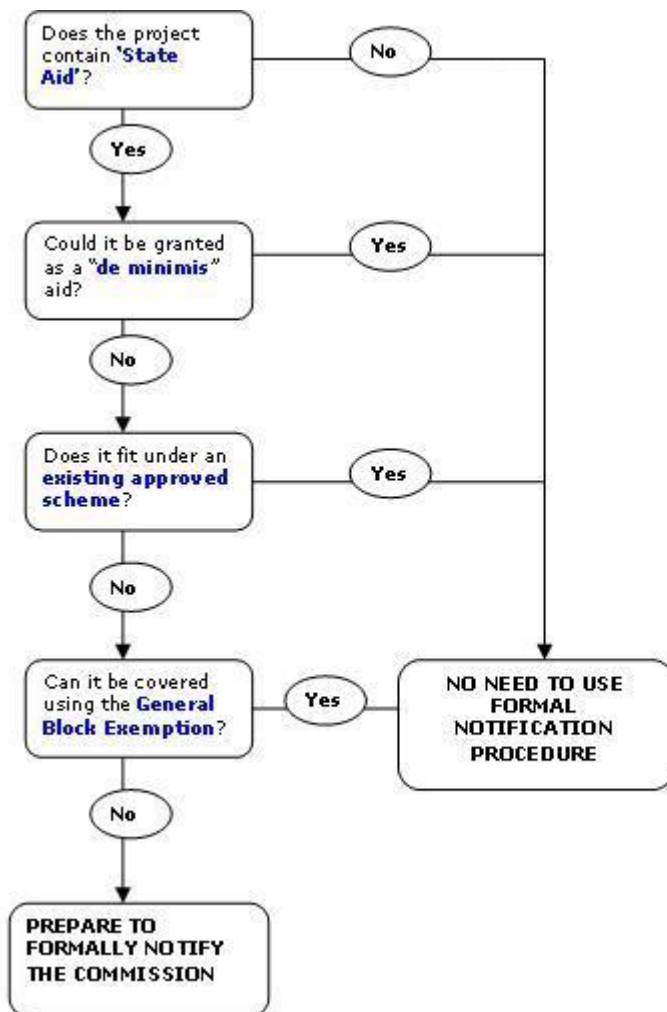 Does the project
contain 'State
Aid'?
No
Yes
Could it be granted
as a "de minimis"
aid?
Yes
No
Does it fit under an
existing approved
scheme?
Yes
No
Can it be covered
using the General
Block Exemption?
Yes
NO NEED TO USE
FORMAL
NOTIFICATION
PROCEDURE
No
PREPARE TO
FORMALLY NOTIFY
THE COMMISSION